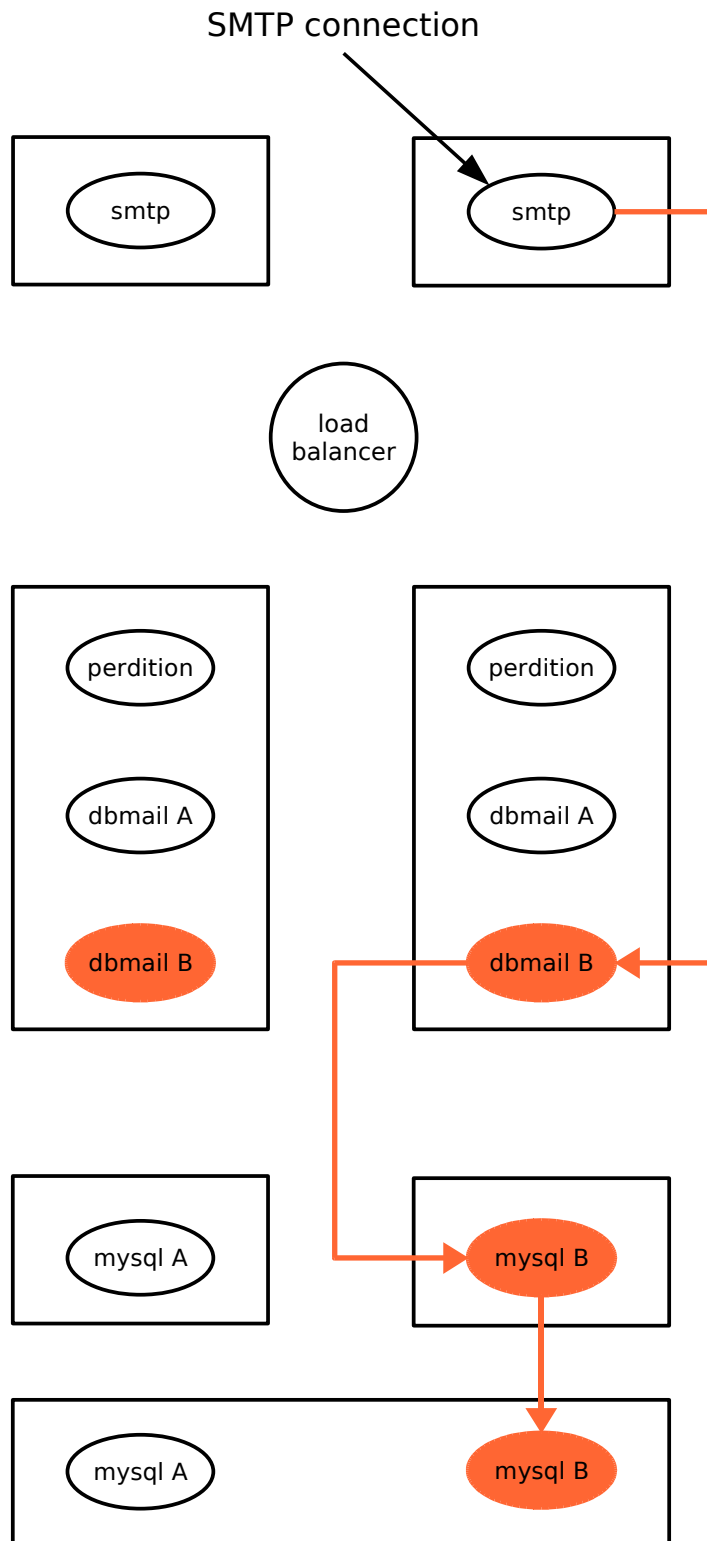 SMTP connection
smtp
smtp
load
balancer
perdition
perdition
dbmail A
dbmail A
dbmail B
dbmail B
mysql A
mysql B
mysql A
mysql B